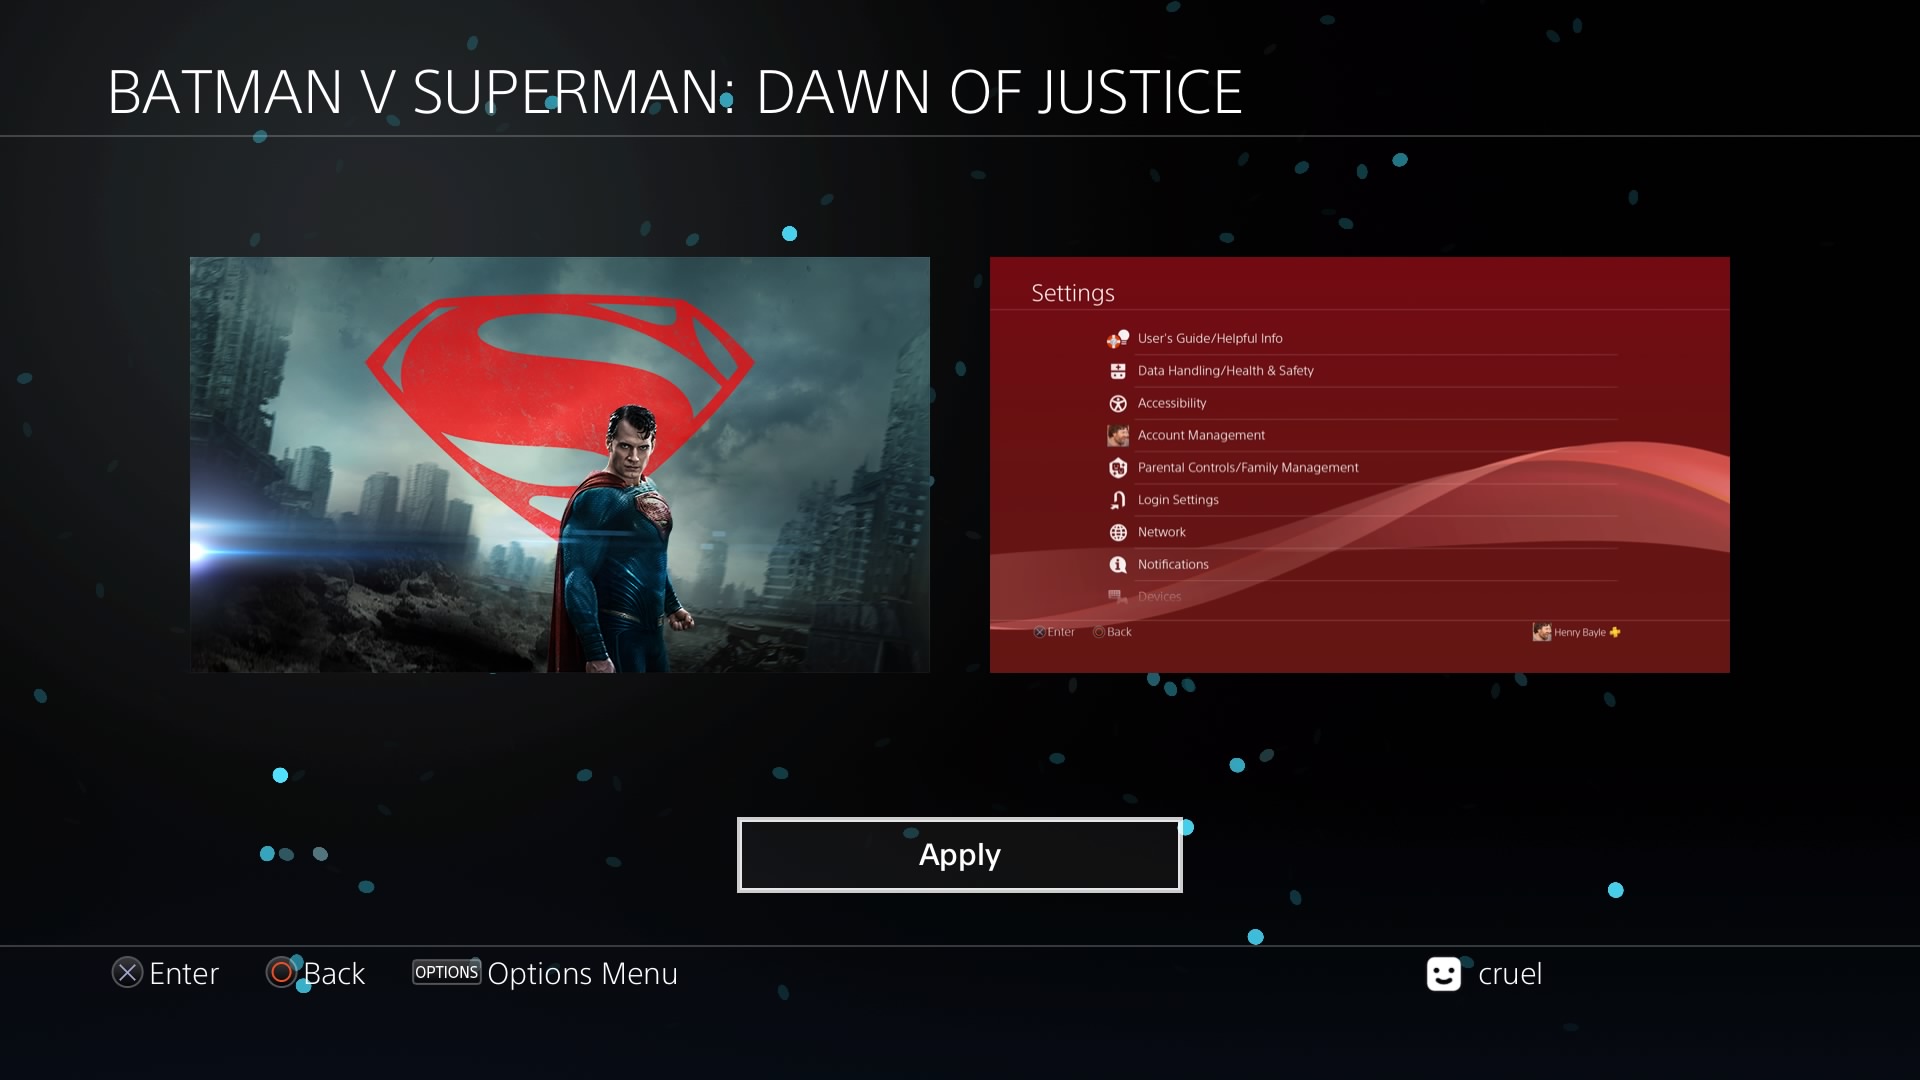 BATMAN V SUPERMAN: DAWN OF JUSTICE
Settings
User's Guide/Helpful Info
Data Handling/Health & Safety
Accessibility
Account Management
Parental Controls/Family Management
Login Settings
Network
Notifications
Devices
Enter Back Henry Bayle
Apply
Enter Back OPTIONS Options Menu cruel